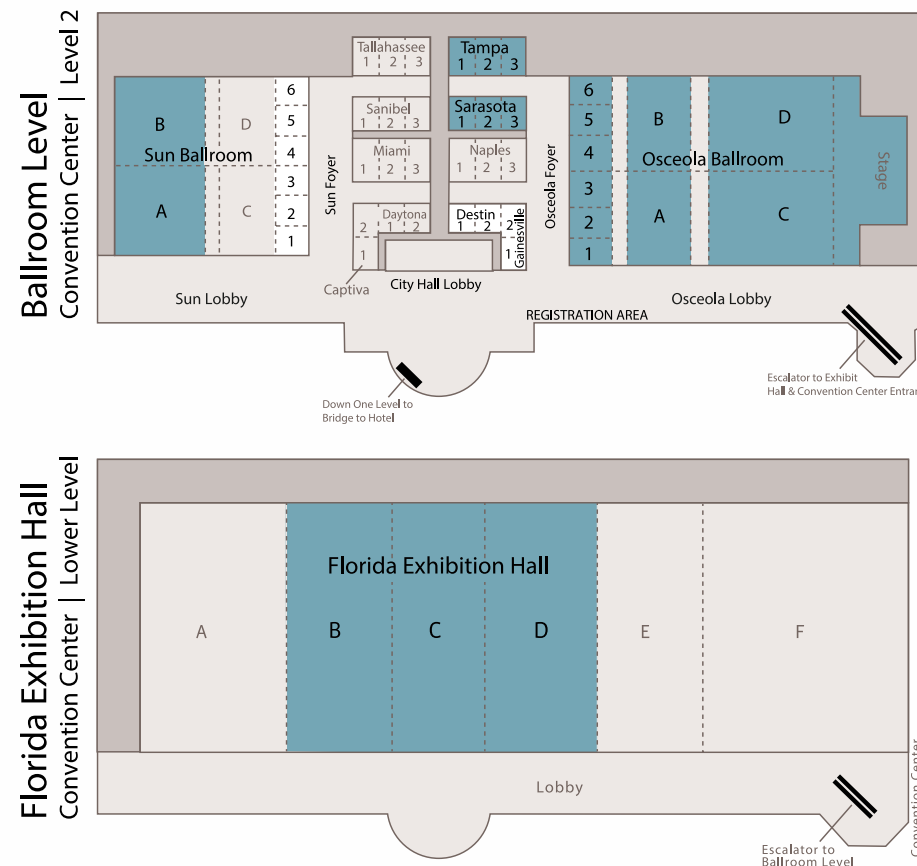 Ballroom Level
Convention Center | Level 2
Tallahassee
1 2 3
Tampa
1 2 3
Sanibel
1 2 3
Sarasota
1 2 3
Miami
1 2 3
Naples
1 2 3
Daytona
1 2
2
1
Captiva
Destin
1 2
2
1
Gainesville
City Hall Lobby
B
D
Sun Ballroom
A
C
6
5
4
3
2
1
Sun Foyer
Osceola Foyer
6
5
4
3
2
1
B
D
Osceola Ballroom
A
C
Stage
Sun Lobby
Osceola Lobby
REGISTRATION AREA
Down One Level to
Bridge to Hotel
Escalator to Exhibit
Hall & Convention Center Entran
Florida Exhibition Hall
Convention Center | Lower Level
Florida Exhibition Hall
A
B
C
D
E
F
Lobby
Escalator to
Ballroom Level
Convention Center